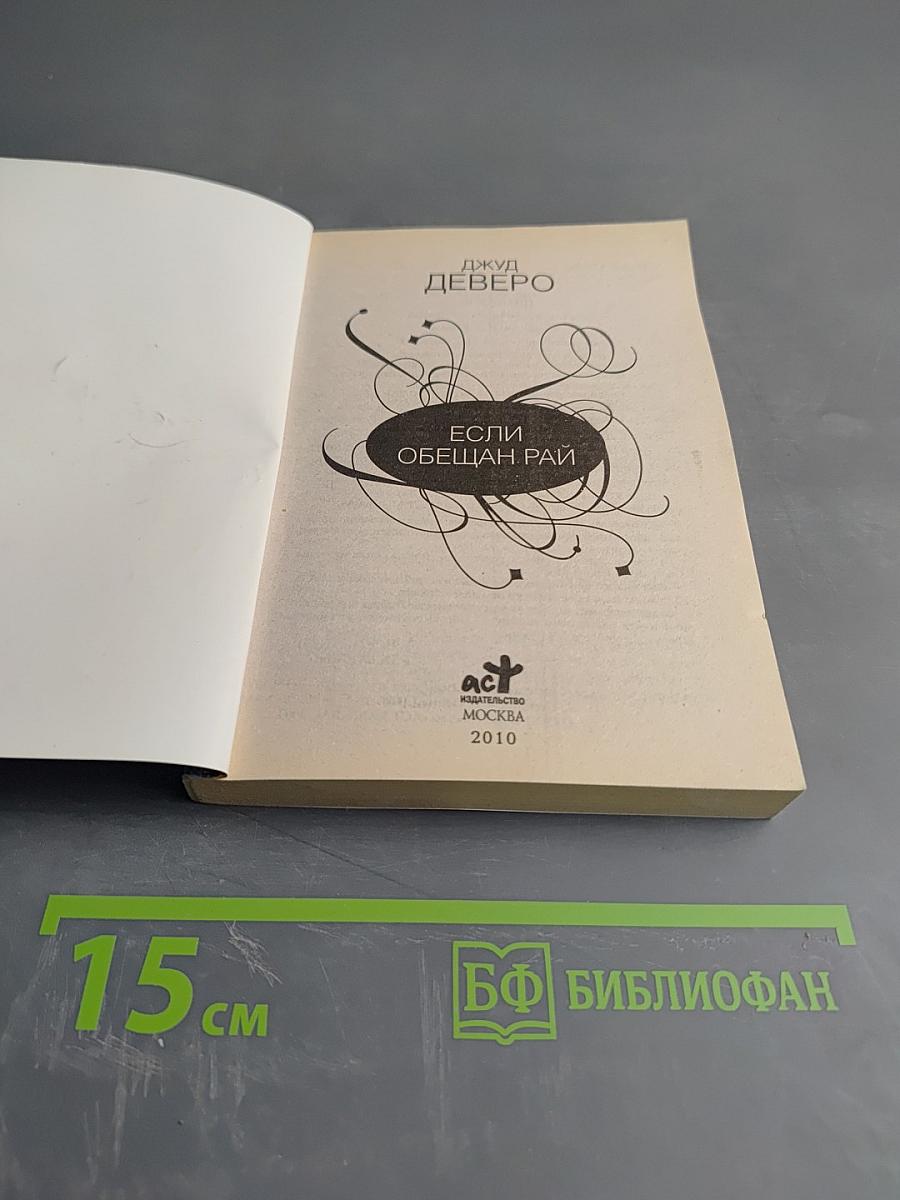 ДЖУД
ДЕВЕРО
ЕСЛИ
ОБЕЩАН РАЙ
аст
ИЗДАТЕЛЬСТВО
МОСКВА
2010
15 см
БФ БИБЛИОФАН